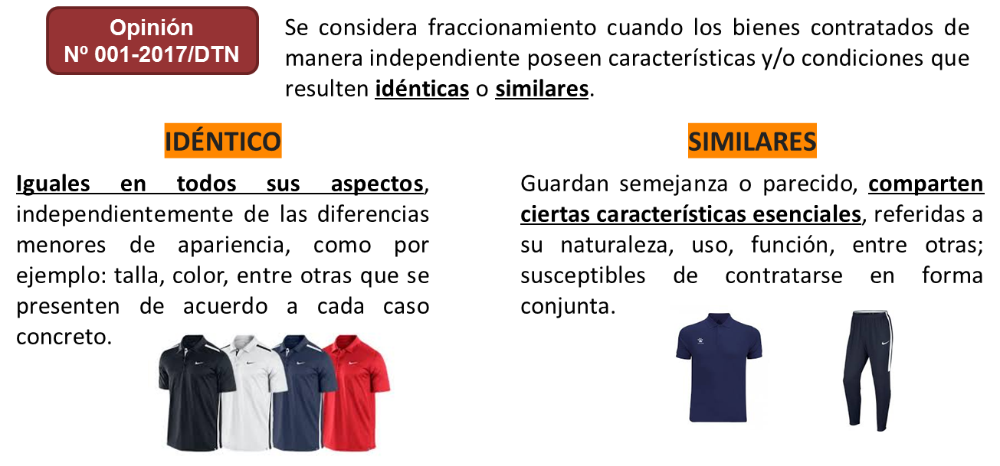 Opinión
Nº 001-2017/DTN
Se considera fraccionamiento cuando los bienes contratados de
manera independiente poseen características y/o condiciones que
resulten idénticas o similares.
IDÉNTICO
Iguales en todos sus aspectos,
independientemente de las diferencias
menores de apariencia, como por
ejemplo: talla, color, entre otras que se
presenten de acuerdo a cada caso
concreto.
SIMILARES
Guardan semejanza o parecido, comparten
ciertas características esenciales, referidas a
su naturaleza, uso, función, entre otras;
susceptibles de contratarse en forma
conjunta.